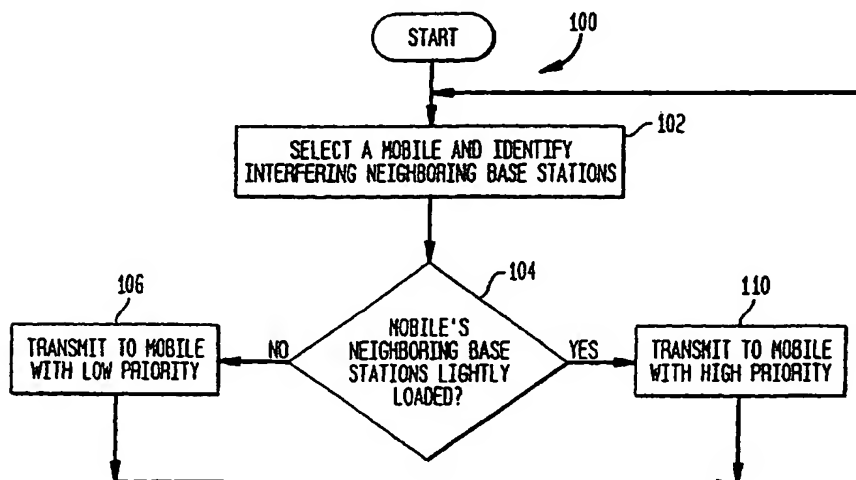 START
100
102
SELECT A MOBILE AND IDENTIFY
INTERFERING NEIGHBORING BASE STATIONS
104
106
110
MOBILE'S
NEIGHBORING BASE
STATIONS LIGHTLY
LOADED?
NO
YES
TRANSMIT TO MOBILE
WITH LOW PRIORITY
TRANSMIT TO MOBILE
WITH HIGH PRIORITY